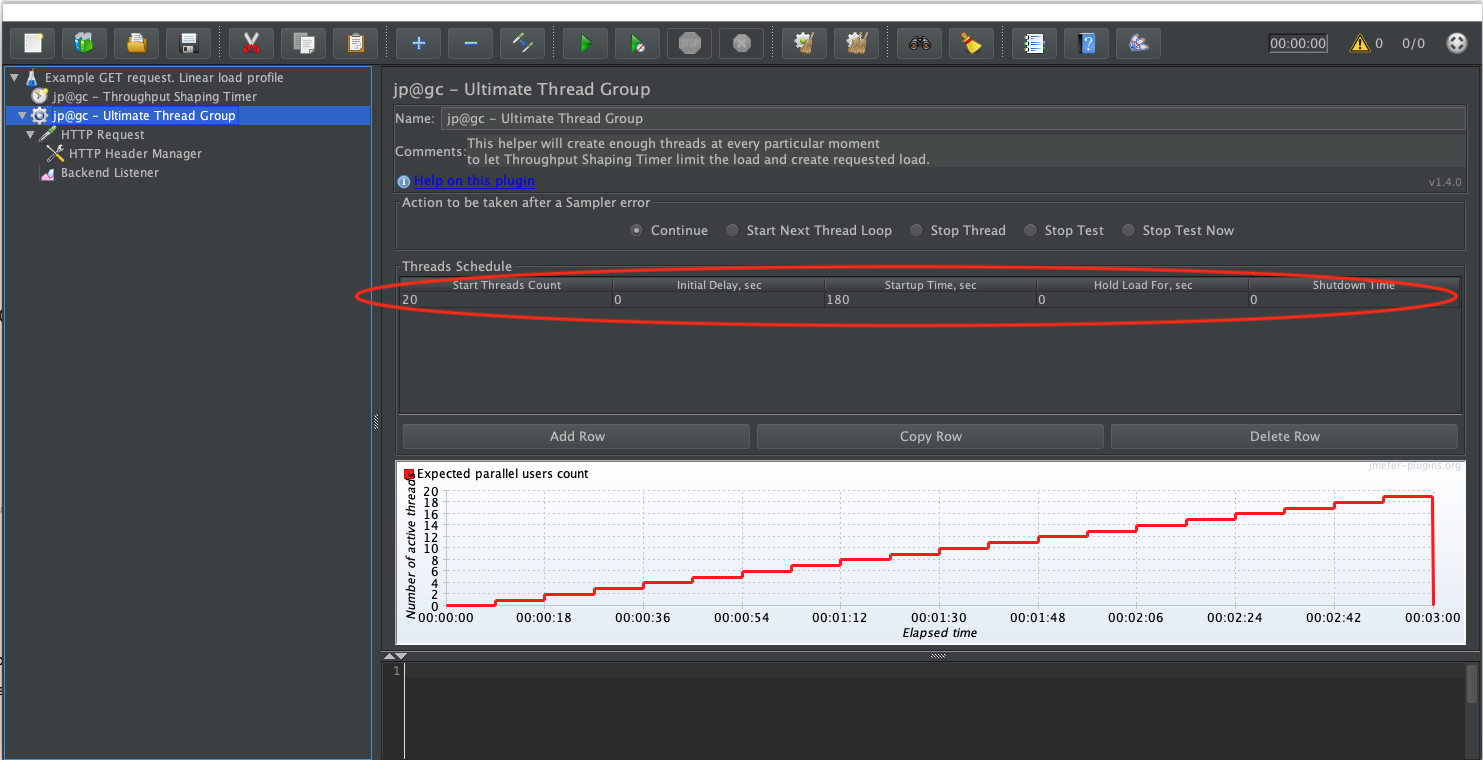 STOP
00:00:00
0
0/0
Example GET request. Linear load profile
jp@gc – Throughput Shaping Timer
jp@gc – Ultimate Thread Group
HTTP Request
HTTP Header Manager
Backend Listener
jp@gc – Ultimate Thread Group
Name: jp@gc – Ultimate Thread Group
Comments: This helper will create enough threads at every particular moment
to let Throughput Shaping Timer limit the load and create requested load.
Help on this plugin
v1.4.0
Action to be taken after a Sampler error
Continue Start Next Thread Loop Stop Thread Stop Test Stop Test Now
Threads Schedule
Start Threads Count Initial Delay, sec Startup Time, sec Hold Load For, sec Shutdown Time
20 0 180 0 0
Add Row Copy Row Delete Row
jmeter-plugins.org
Expected parallel users count
Number of active threads
20
18
16
14
12
10
8
6
4
2
0
00:00:00 00:00:18 00:00:36 00:00:54 00:01:12 00:01:30 00:01:48 00:02:06 00:02:24 00:02:42 00:03:00
Elapsed time
1